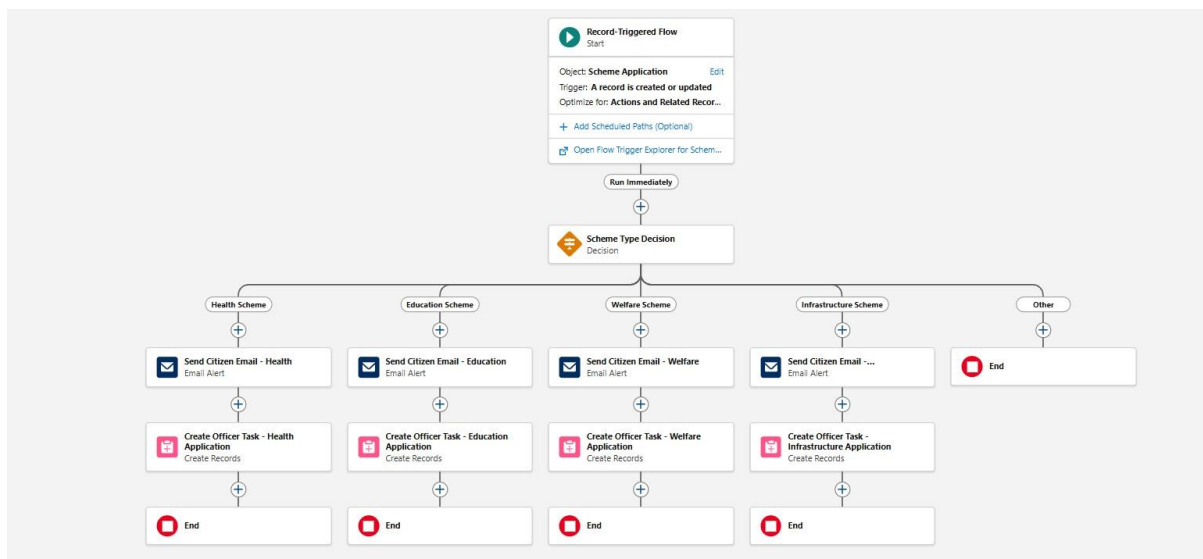 Record-Triggered Flow
Start
Object: Scheme Application Edit
Trigger: A record is created or updated
Optimize for: Actions and Related Recor...
+ Add Scheduled Paths (Optional)
Open Flow Trigger Explorer for Schem...
Run Immediately
Scheme Type Decision
Decision
Health Scheme
Education Scheme
Welfare Scheme
Infrastructure Scheme
Other
Send Citizen Email - Health
Email Alert
Send Citizen Email - Education
Email Alert
Send Citizen Email - Welfare
Email Alert
Send Citizen Email -...
Email Alert
End
Create Officer Task - Health
Application
Create Records
Create Officer Task - Education
Application
Create Records
Create Officer Task - Welfare
Application
Create Records
Create Officer Task -
Infrastructure Application
Create Records
End
End
End
End